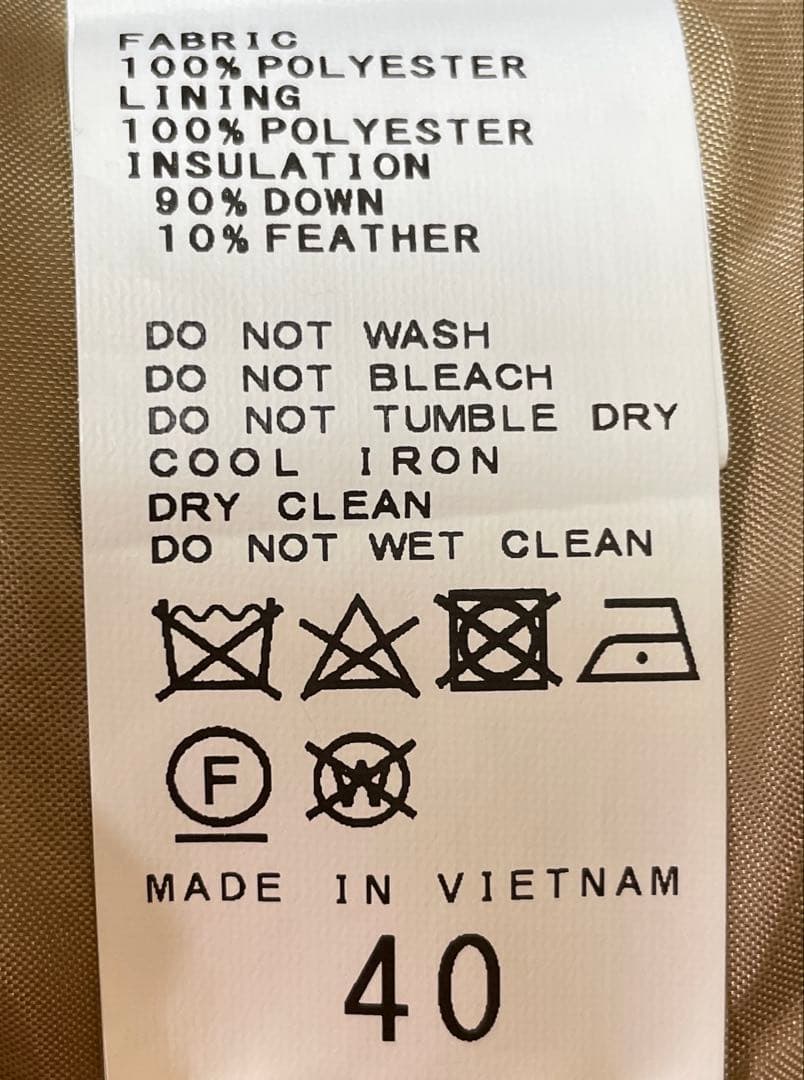 FABRIC
100% POLYESTER
LINING
100% POLYESTER
INSULATION
90% DOWN
10% FEATHER
DO NOT WASH
DO NOT BLEACH
DO NOT TUMBLE DRY
COOL IRON
DRY CLEAN
DO NOT WET CLEAN
F W
MADE IN VIETNAM
40